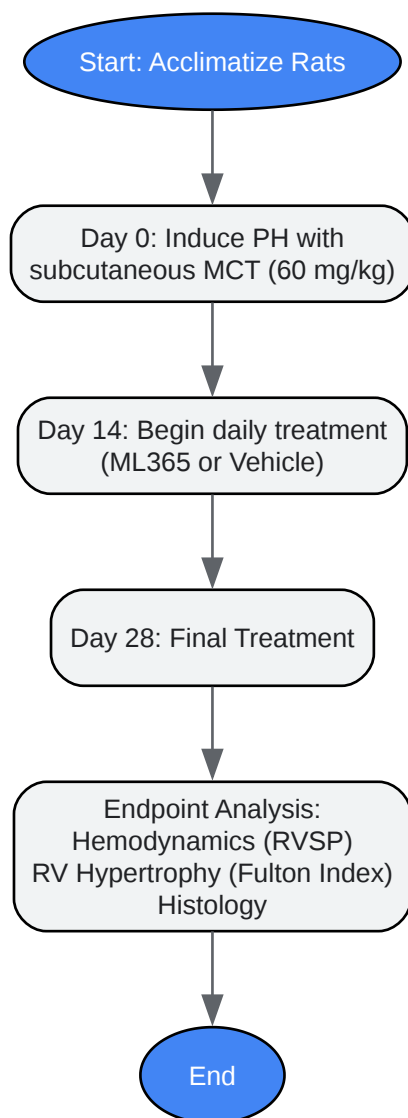 Start: Acclimatize Rats
Day 0: Induce PH with
subcutaneous MCT (60 mg/kg)
Day 14: Begin daily treatment
(ML365 or Vehicle)
Day 28: Final Treatment
Endpoint Analysis:
Hemodynamics (RVSP)
RV Hypertrophy (Fulton Index)
Histology
End